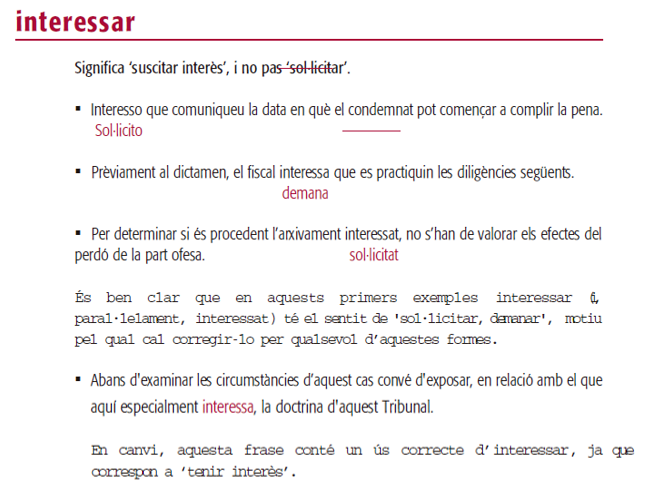 interessar
Significa ‘suscitar interès’, i no pas ‘sol·licitar’.
▪ Interesso que comuniqueu la data en què el condemnat pot començar a complir la pena.
Sol·licito
▪ Prèviament al dictamen, el fiscal interessa que es practiquin les diligències següents.
demana
▪ Per determinar si és procedent l’arxivament interessat, no s’han de valorar els efectes del
perdó de la part ofesa. sol·licitat
És ben clar que en aquests primers exemples interessar (i,
paral·lelament, interessat) té el sentit de 'sol·licitar, demanar', motiu
pel qual cal corregir-lo per qualsevol d’aquestes formes.
▪ Abans d'examinar les circumstàncies d’aquest cas convé d'exposar, en relació amb el que
aquí especialment interessa, la doctrina d'aquest Tribunal.
En canvi, aquesta frase conté un ús correcte d’interessar, ja que
correspon a ‘tenir interès’.